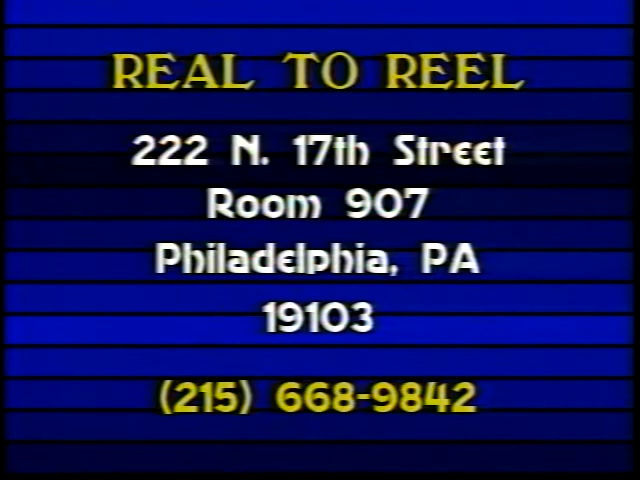 REAL TO REEL
222 N. 17th Street
Room 907
Philadelphia, PA
19103
(215) 668-9842